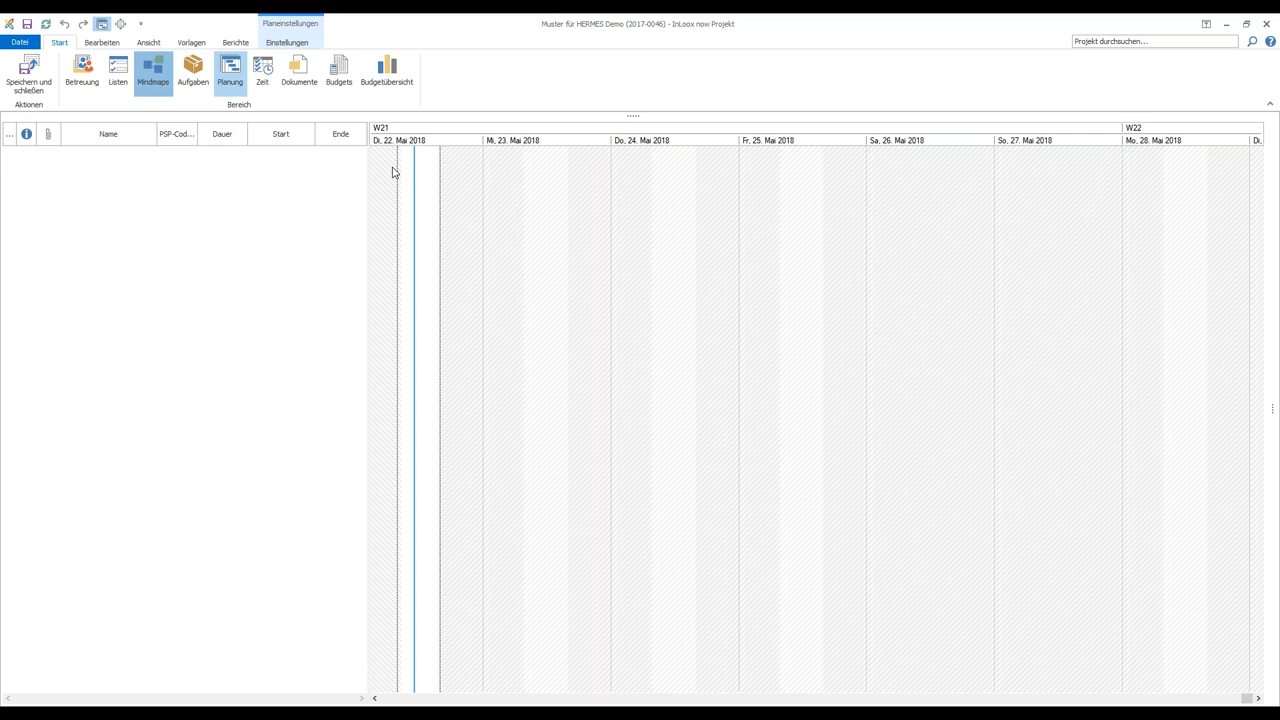 Planeinstellungen
Muster für HERMES Demo (2017-0046) - InLoox now Projekt
Datei Start Bearbeiten Ansicht Vorlagen Berichte Einstellungen
Projekt durchsuchen...
Speichern und schließen
Betreuung Listen Mindmaps Aufgaben Planung Zeit Dokumente Budgets Budgetübersicht
Aktionen Bereich
W21 W22
... Name PSP-Cod... Dauer Start Ende
Di, 22. Mai 2018 Mi, 23. Mai 2018 Do, 24. Mai 2018 Fr, 25. Mai 2018 Sa, 26. Mai 2018 So, 27. Mai 2018 Mo, 28. Mai 2018 Di,